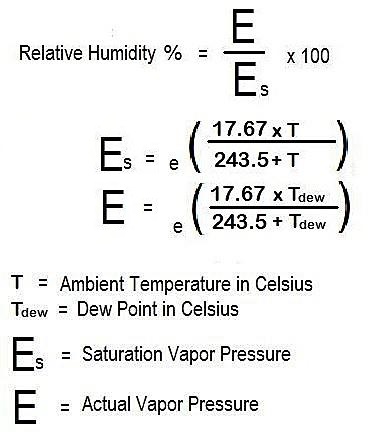 Relative Humidity % = E / Es x 100
Es = e ( 17.67 x T / 243.5 + T )
E = e ( 17.67 x Tdew / 243.5 + Tdew )
T = Ambient Temperature in Celsius
Tdew = Dew Point in Celsius
Es = Saturation Vapor Pressure
E = Actual Vapor Pressure